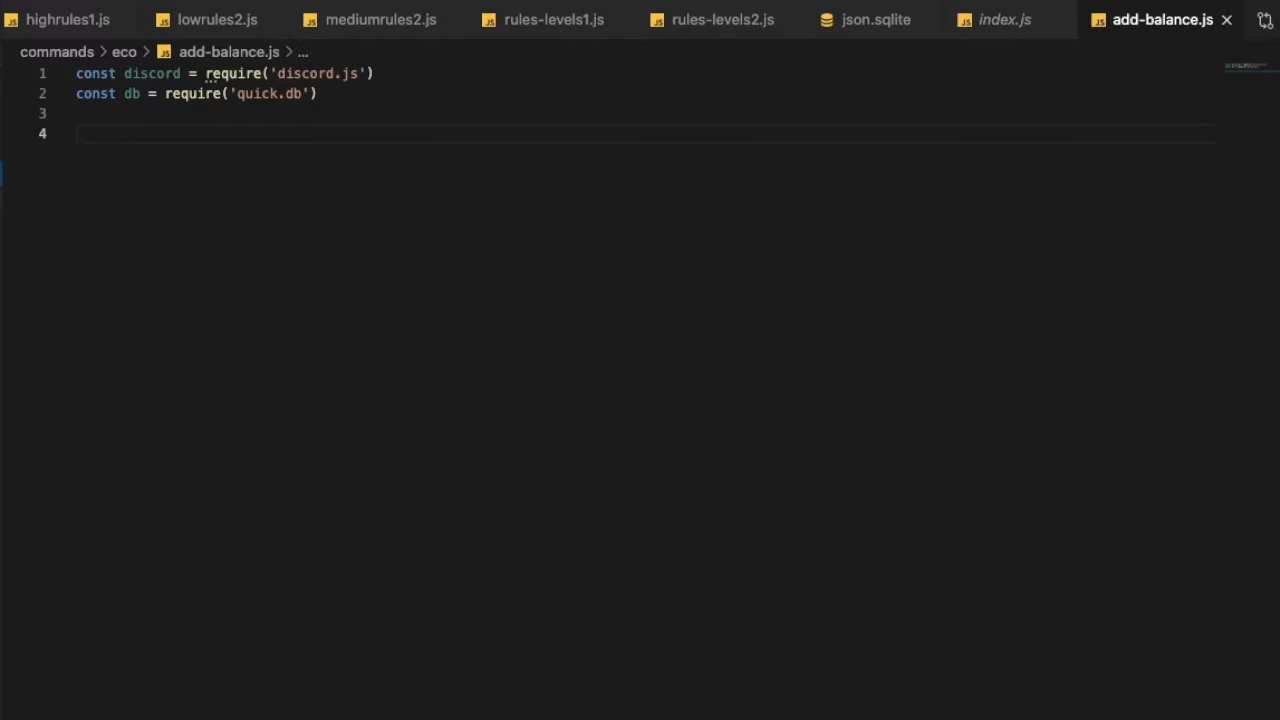 highrules1.js lowrules2.js mediumrules2.js rules-levels1.js rules-levels2.js json.sqlite index.js add-balance.js
commands > eco > JS add-balance.js > ...
1 const discord = require('discord.js')
2 const db = require('quick.db')
3
4